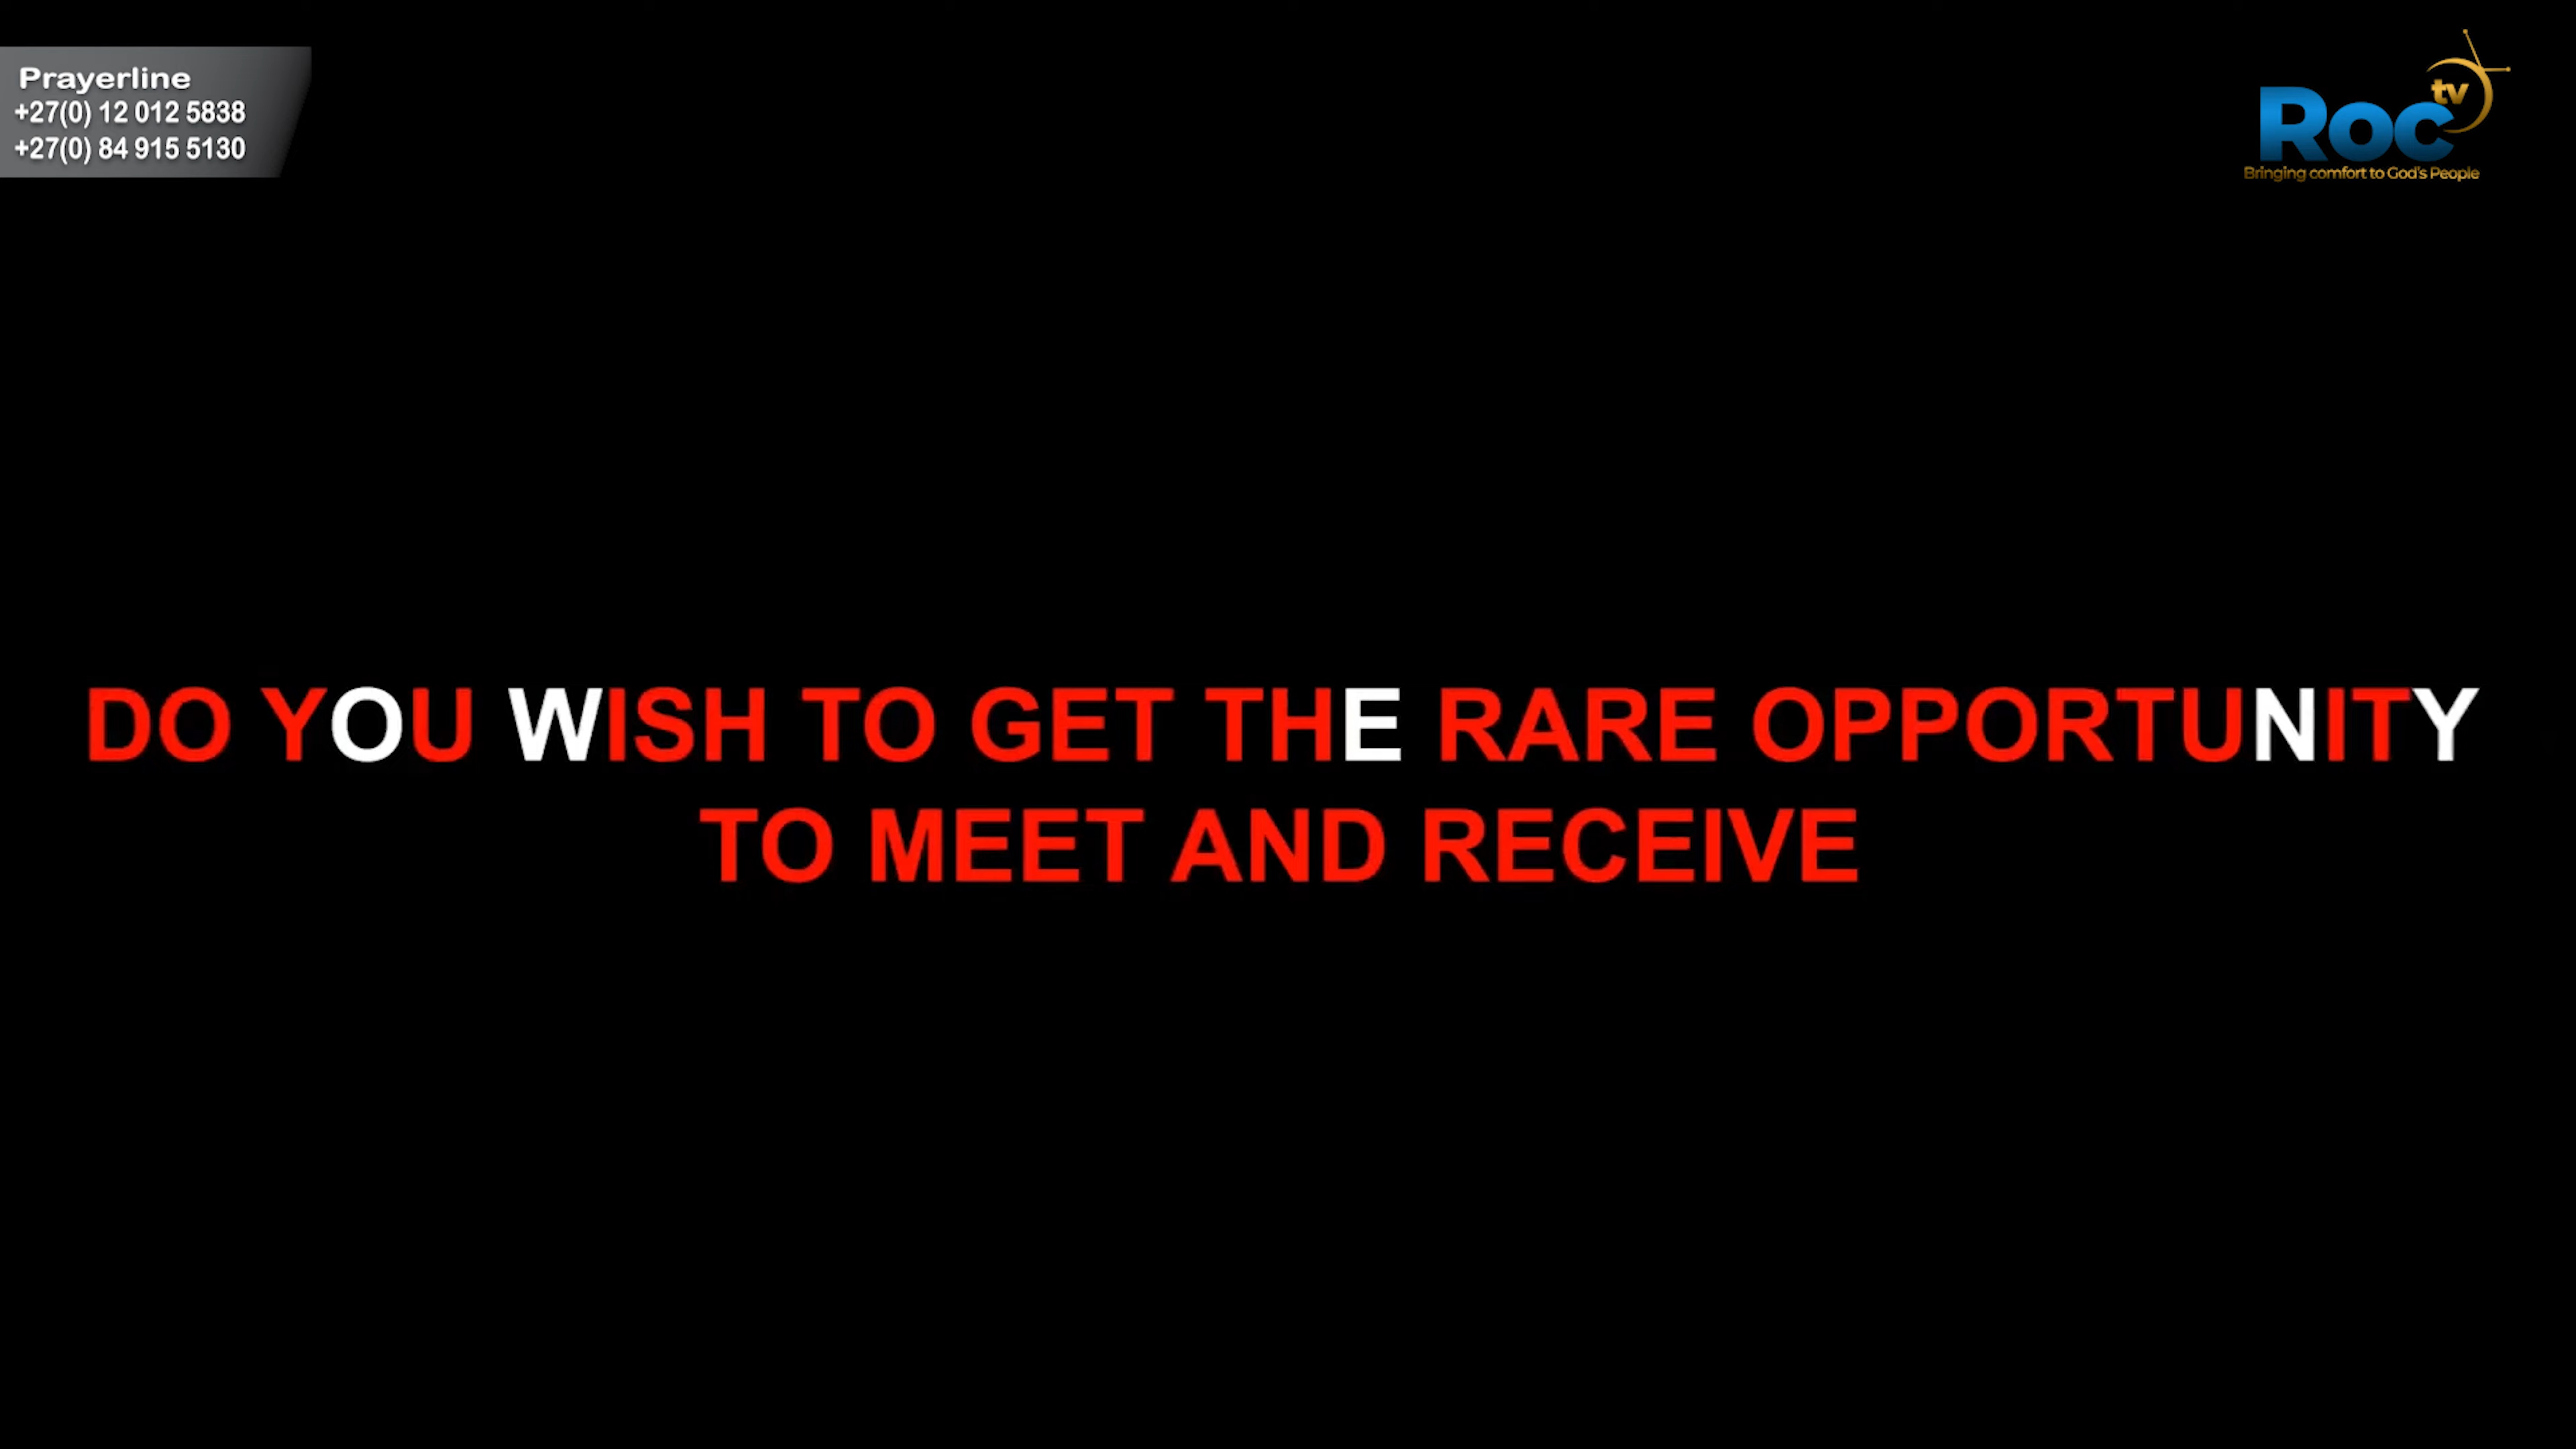 Prayerline
+27(0) 12 012 5838
+27(0) 84 915 5130
tv
Roc
Bringing comfort to God's People
DO YOU WISH TO GET THE RARE OPPORTUNITY
TO MEET AND RECEIVE